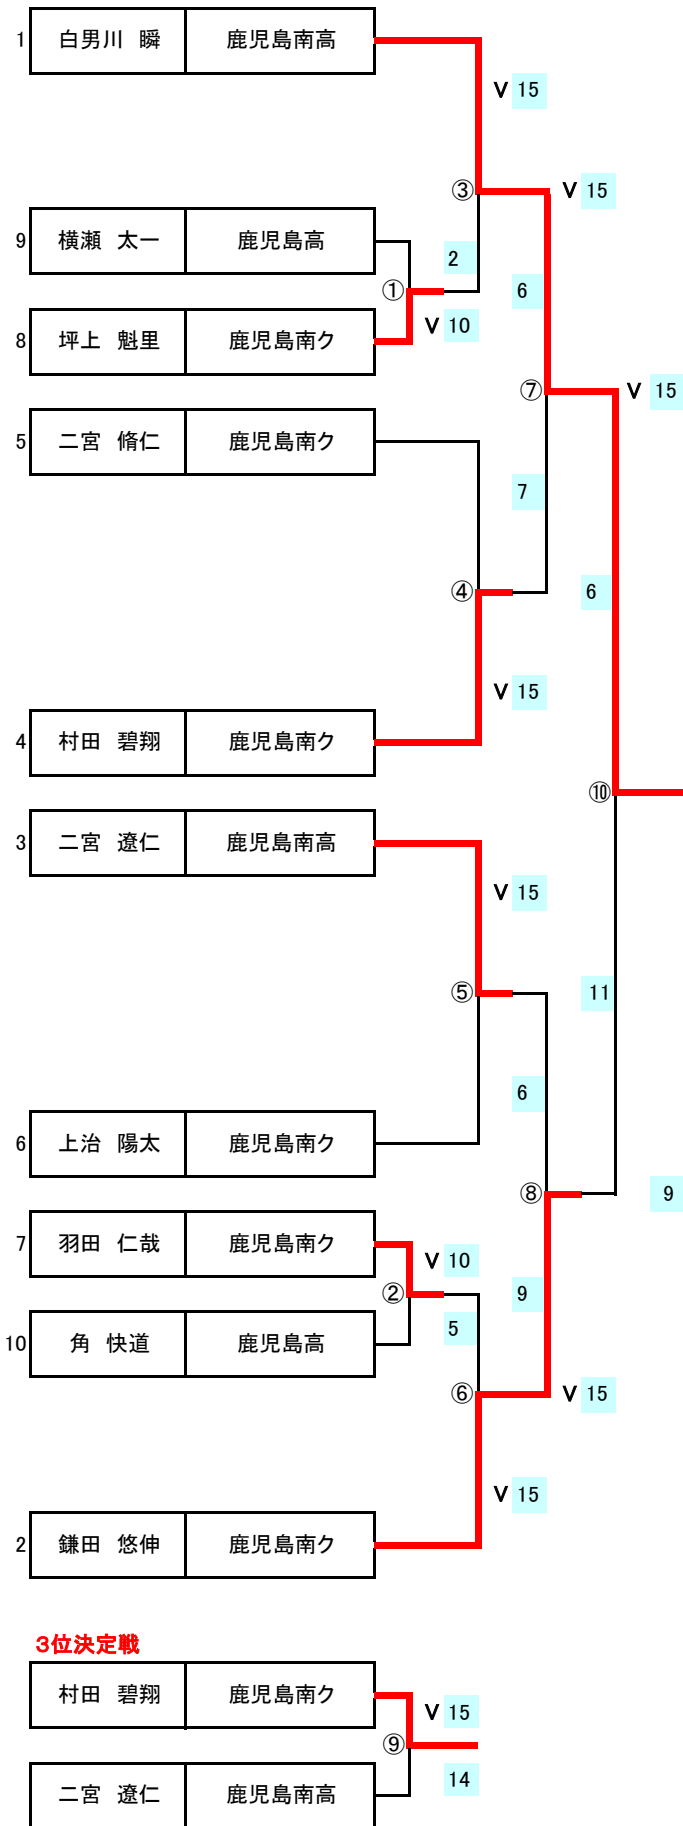 1 白男川 瞬 鹿児島南高
V 15
③ V 15
9 横瀬 太一 鹿児島高
2
① 6
V 10
8 坪上 魁里 鹿児島南ク
⑦ V 15
5 二宮 脩仁 鹿児島南ク
7
④ 6
V 15
4 村田 碧翔 鹿児島南ク
⑩
3 二宮 遼仁 鹿児島南高
V 15
⑤ 11
6
6 上治 陽太 鹿児島南ク
⑧ 9
7 羽田 仁哉 鹿児島南ク
V 10
② 9
5
10 角 快道 鹿児島高
⑥ V 15
V 15
2 鎌田 悠伸 鹿児島南ク
3位決定戦
村田 碧翔 鹿児島南ク
V 15
⑨
14
二宮 遼仁 鹿児島南高